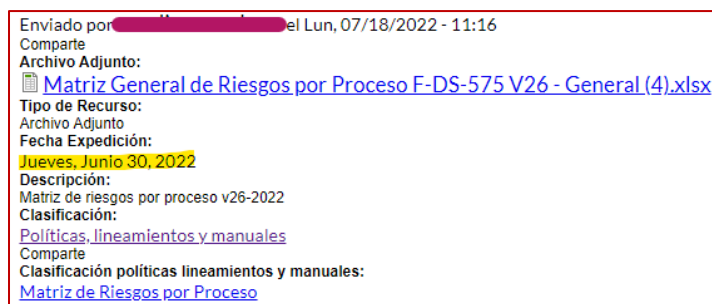 Enviado por el Lun, 07/18/2022 - 11:16
Comparte
Archivo Adjunto:
Matriz General de Riesgos por Proceso F-DS-575 V26 - General (4).xlsx
Tipo de Recurso:
Archivo Adjunto
Fecha Expedición:
Jueves, Junio 30, 2022
Descripción:
Matriz de riesgos por proceso v26-2022
Clasificación:
Políticas, lineamientos y manuales
Comparte
Clasificación políticas lineamientos y manuales:
Matriz de Riesgos por Proceso